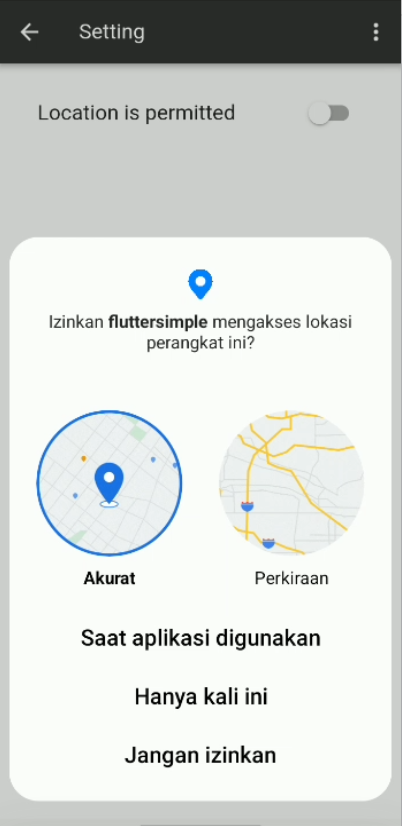 Setting
Location is permitted
Izinkan fluttersimple mengakses lokasi
perangkat ini?
Akurat
Perkiraan
Saat aplikasi digunakan
Hanya kali ini
Jangan izinkan